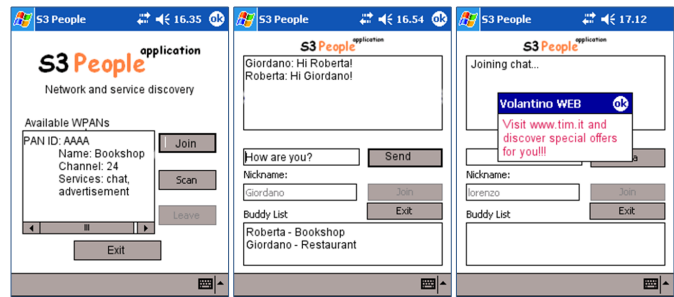 S3 People
16.35
ok
S3 People application
Network and service discovery
Available WPANs
PAN ID: AAAA
Name: Bookshop
Channel: 24
Services: chat,
advertisement
Join
Scan
Leave
Exit
S3 People
16.54
ok
S3 People application
Giordano: Hi Roberta!
Roberta: Hi Giordano!
How are you?
Send
Nickname:
Giordano
Join
Buddy List
Exit
Roberta - Bookshop
Giordano - Restaurant
S3 People
17.12
S3 People application
Joining chat...
Volantino WEB
ok
Visit www.tim.it and
discover special offers
for you!!!
Nickname:
lorenzo
Join
Buddy List
Exit